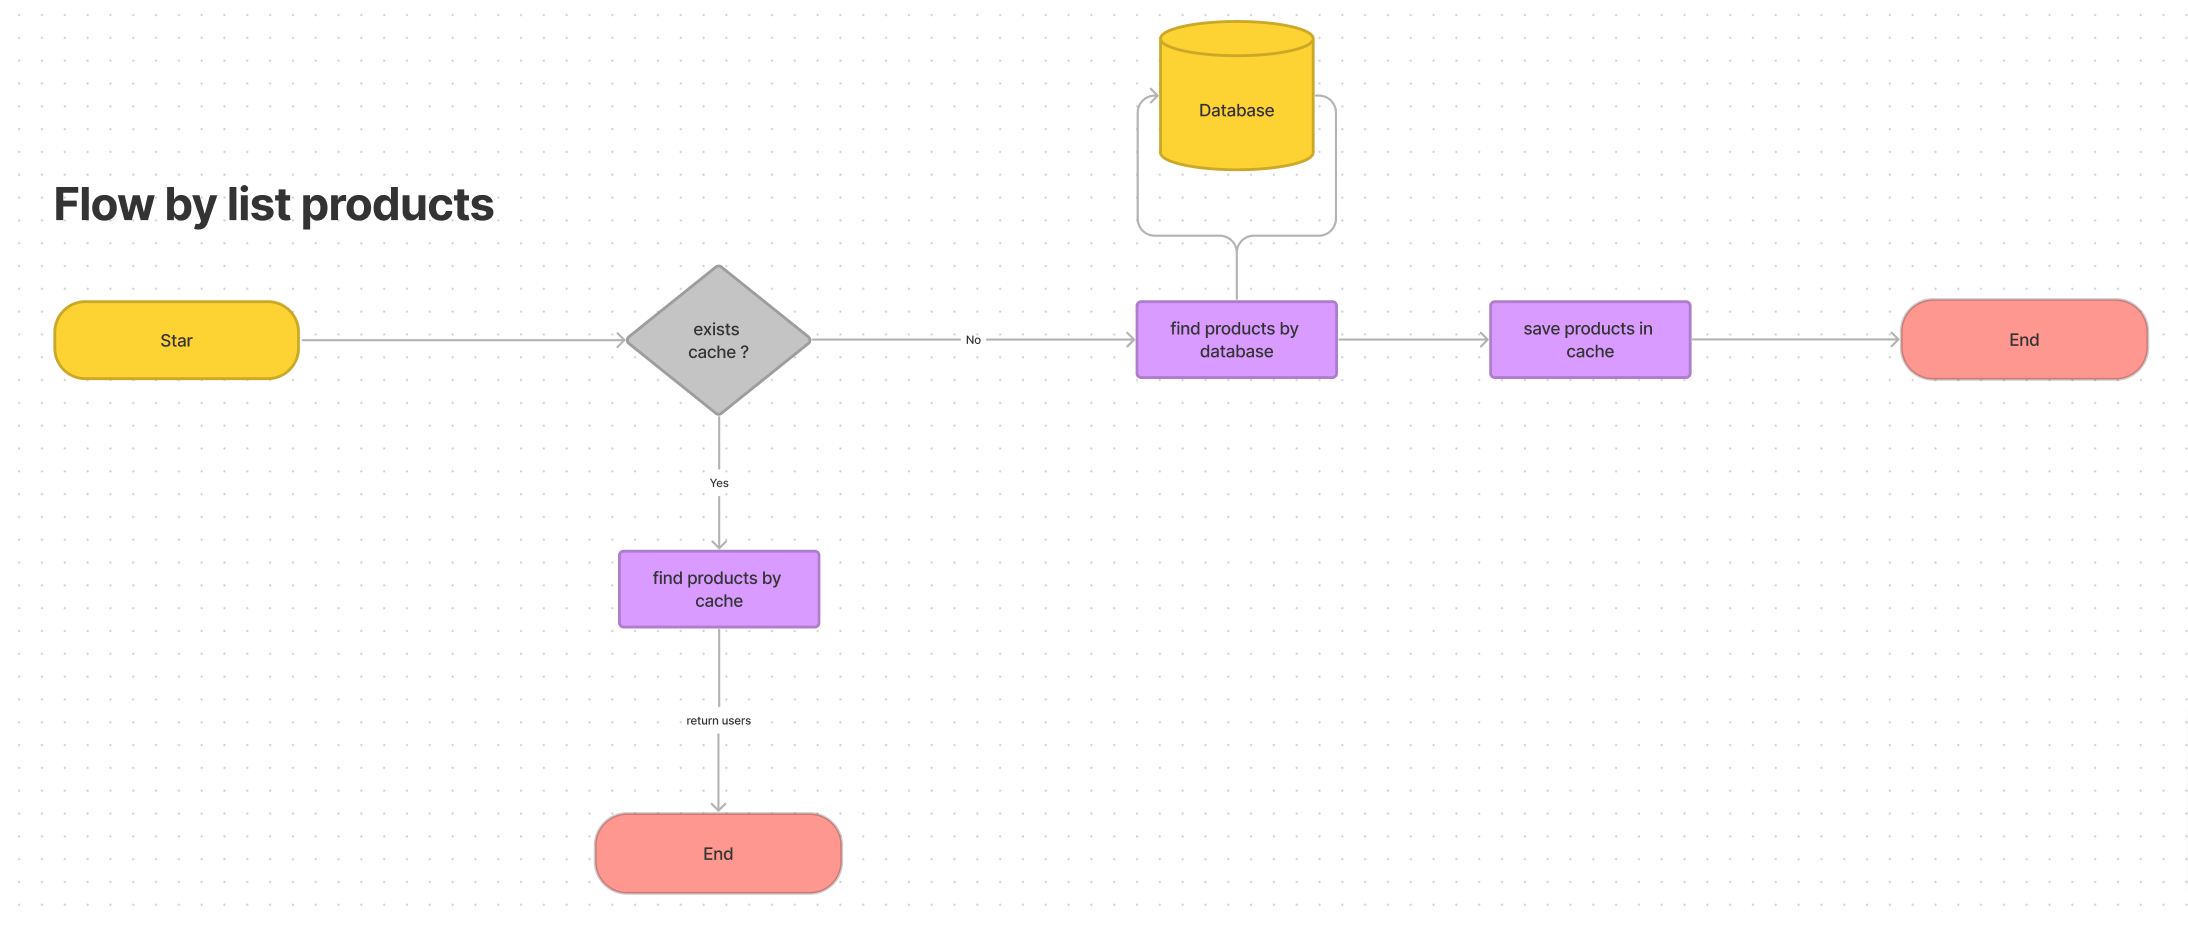 Database
Flow by list products
Star
exists
cache ?
No
find products by
database
save products in
cache
End
Yes
find products by
cache
return users
End